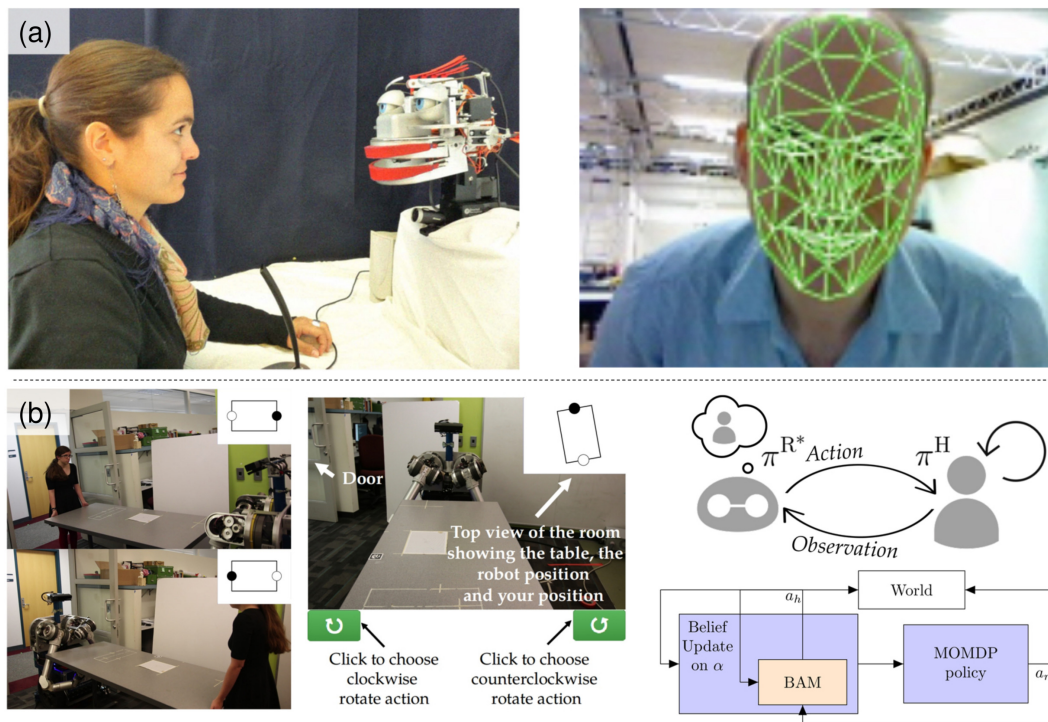 (a)
(b)
Door
Top view of the room
showing the table, the
robot position
and your position
Click to choose
clockwise
rotate action
Click to choose
counterclockwise
rotate action
π^R*
Action
π^H
Observation
World
a_h
Belief
Update
on α
BAM
MOMDP
policy
a_r